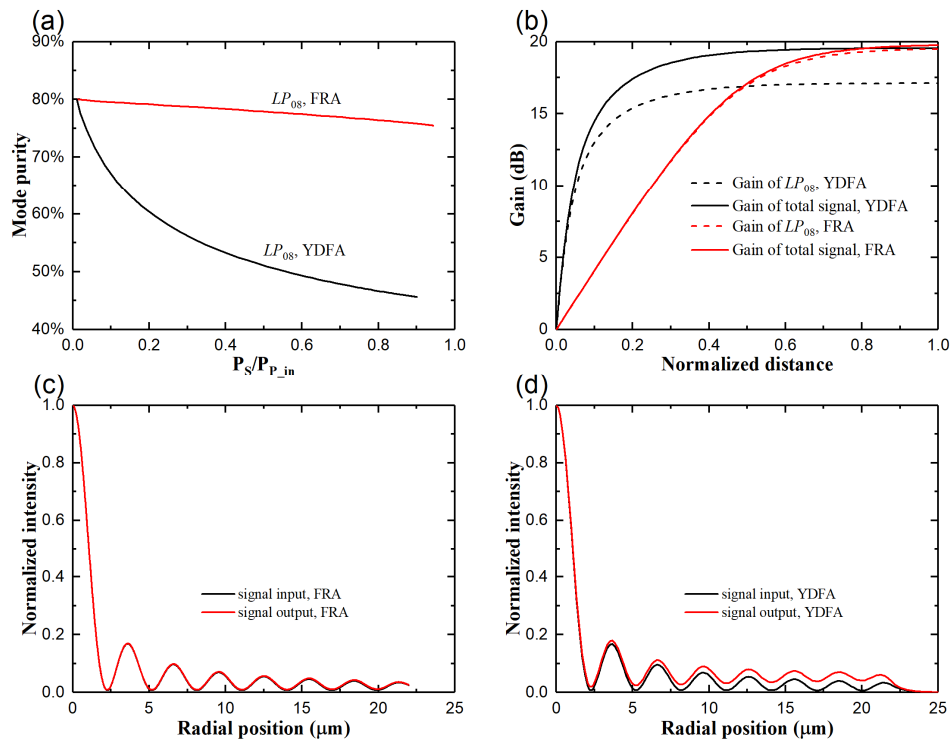 (a)
90%
80%
70%
60%
50%
40%
Mode purity
LP08, FRA
LP08, YDFA
0.0 0.2 0.4 0.6 0.8 1.0
PS/PP_in
(b)
20
15
10
5
0
Gain (dB)
Gain of LP08, YDFA
Gain of total signal, YDFA
Gain of LP08, FRA
Gain of total signal, FRA
0.0 0.2 0.4 0.6 0.8 1.0
Normalized distance
(c)
1.0
0.8
0.6
0.4
0.2
0.0
Normalized intensity
signal input, FRA
signal output, FRA
0 5 10 15 20 25
Radial position (μm)
(d)
1.0
0.8
0.6
0.4
0.2
0.0
Normalized intensity
signal input, YDFA
signal output, YDFA
0 5 10 15 20 25
Radial position (μm)